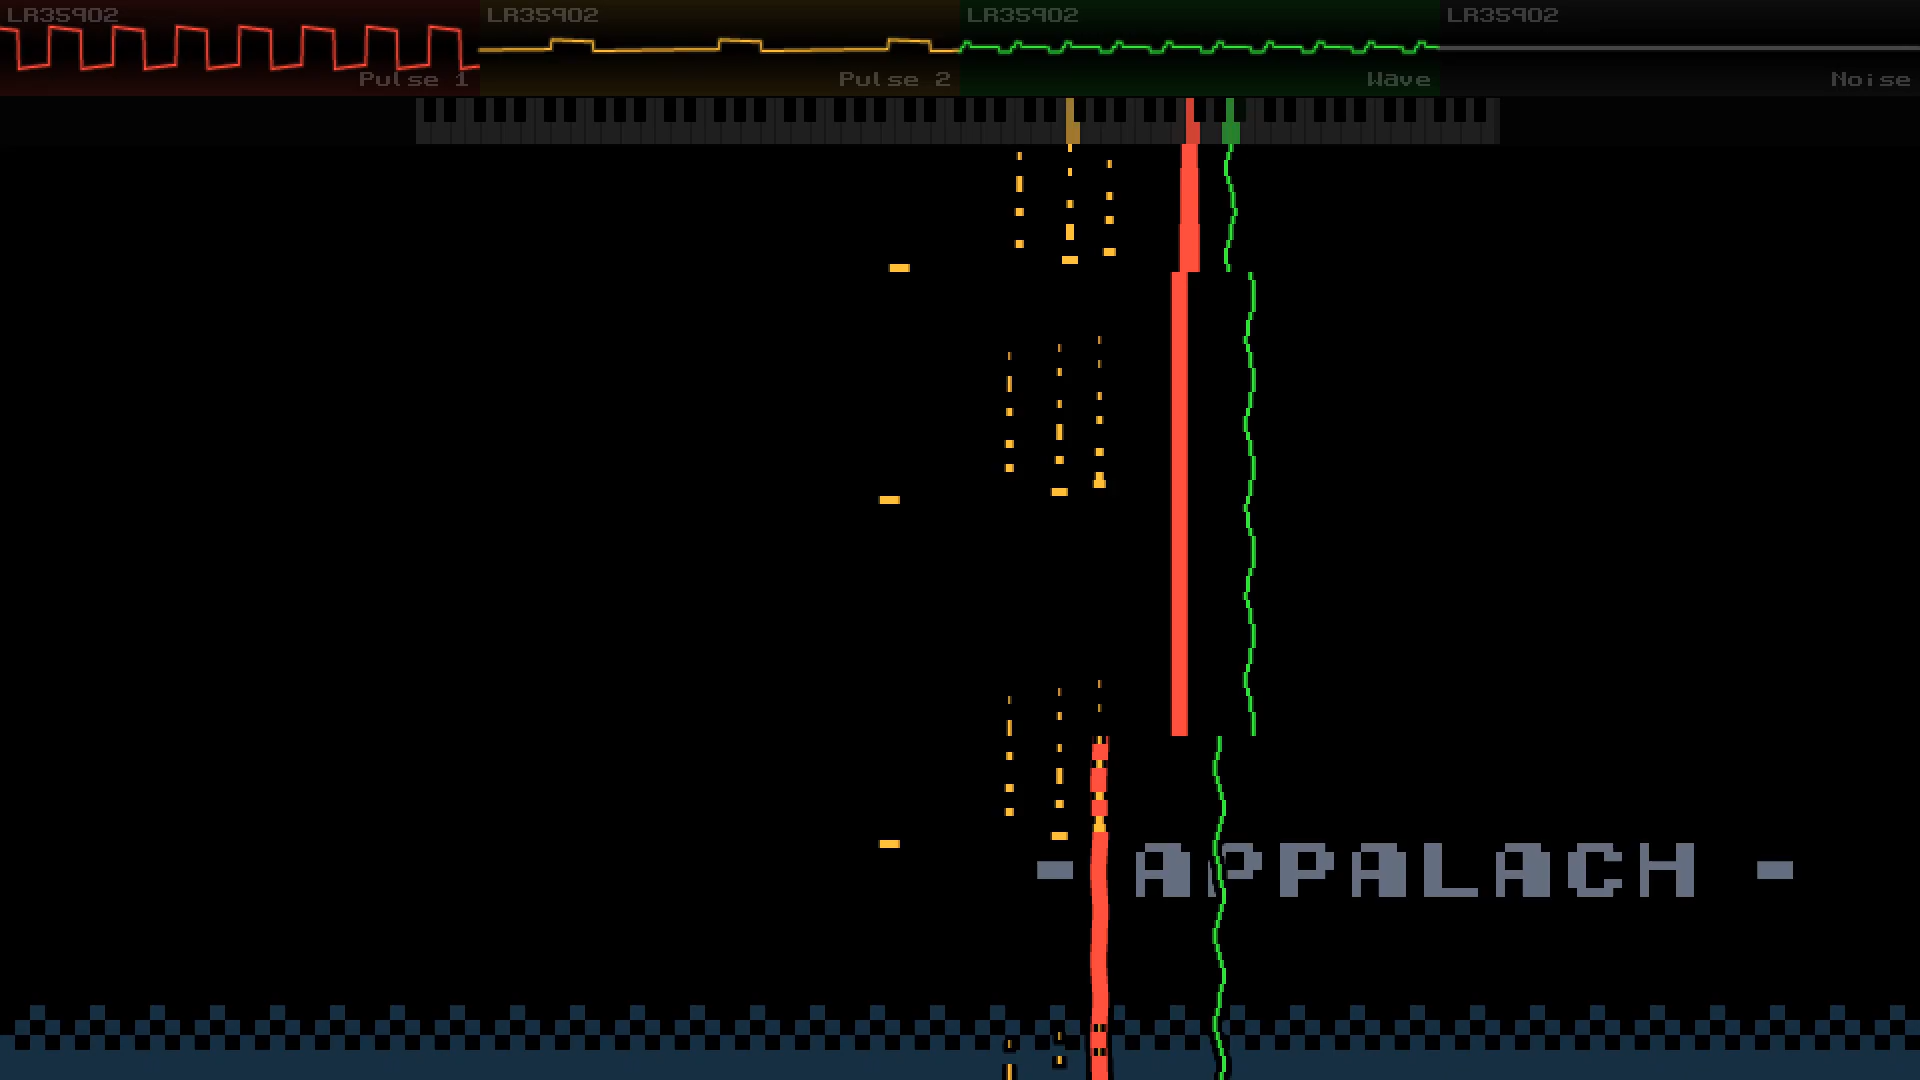 LR35902 LR35902 LR35902 LR35902
Pulse 1 Pulse 2 Wave Noise
- APPALACH -